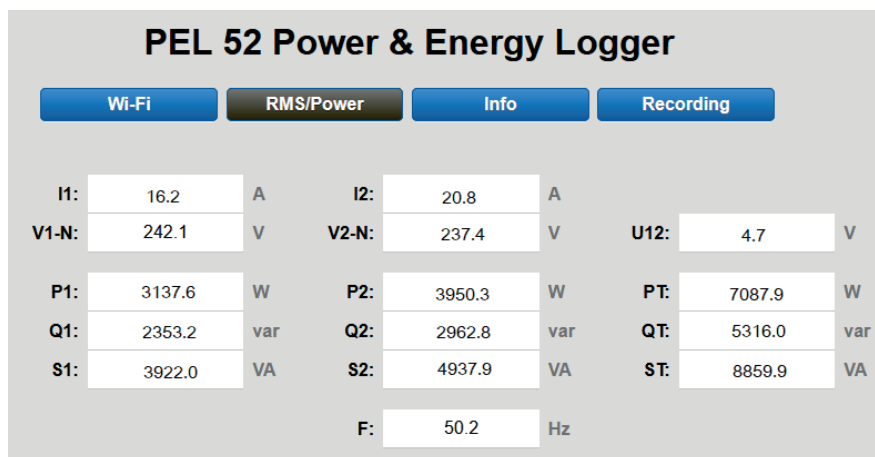 PEL 52 Power & Energy Logger
Wi-Fi RMS/Power Info Recording
I1: 16.2 A I2: 20.8 A
V1-N: 242.1 V V2-N: 237.4 V U12: 4.7 V
P1: 3137.6 W P2: 3950.3 W PT: 7087.9 W
Q1: 2353.2 var Q2: 2962.8 var QT: 5316.0 var
S1: 3922.0 VA S2: 4937.9 VA ST: 8859.9 VA
F: 50.2 Hz